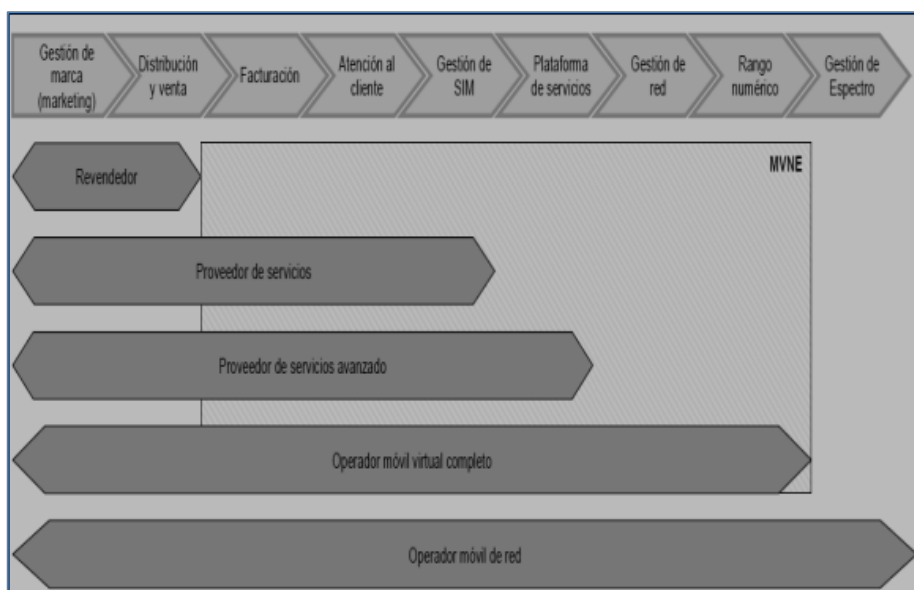 Gestión de
marca
(marketing)
Distribución
y venta
Facturación
Atención al
cliente
Gestión de
SIM
Plataforma
de servicios
Gestión de
red
Rango
numérico
Gestión de
Espectro
Revendedor
MVNE
Proveedor de servicios
Proveedor de servicios avanzado
Operador móvil virtual completo
Operador móvil de red